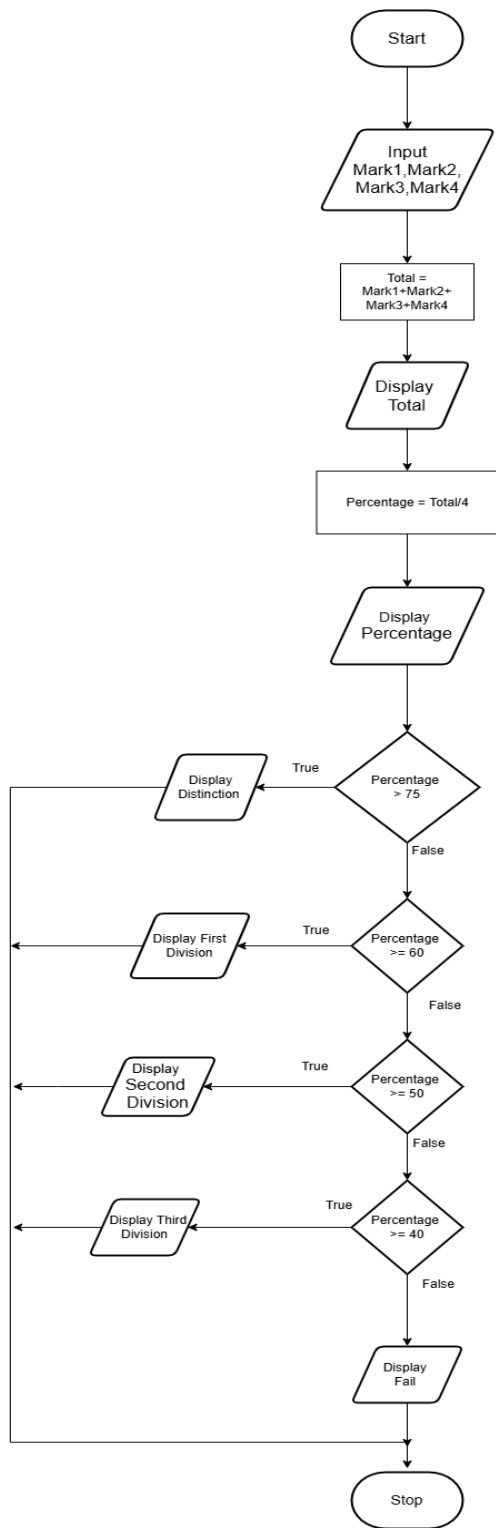 Start
Input
Mark1,Mark2,
Mark3,Mark4
Total =
Mark1+Mark2+
Mark3+Mark4
Display
Total
Percentage = Total/4
Display
Percentage
Percentage
> 75
True
Display
Distinction
False
Percentage
>= 60
True
Display First
Division
False
Percentage
>= 50
True
Display
Second
Division
False
Percentage
>= 40
True
Display Third
Division
False
Display
Fail
Stop